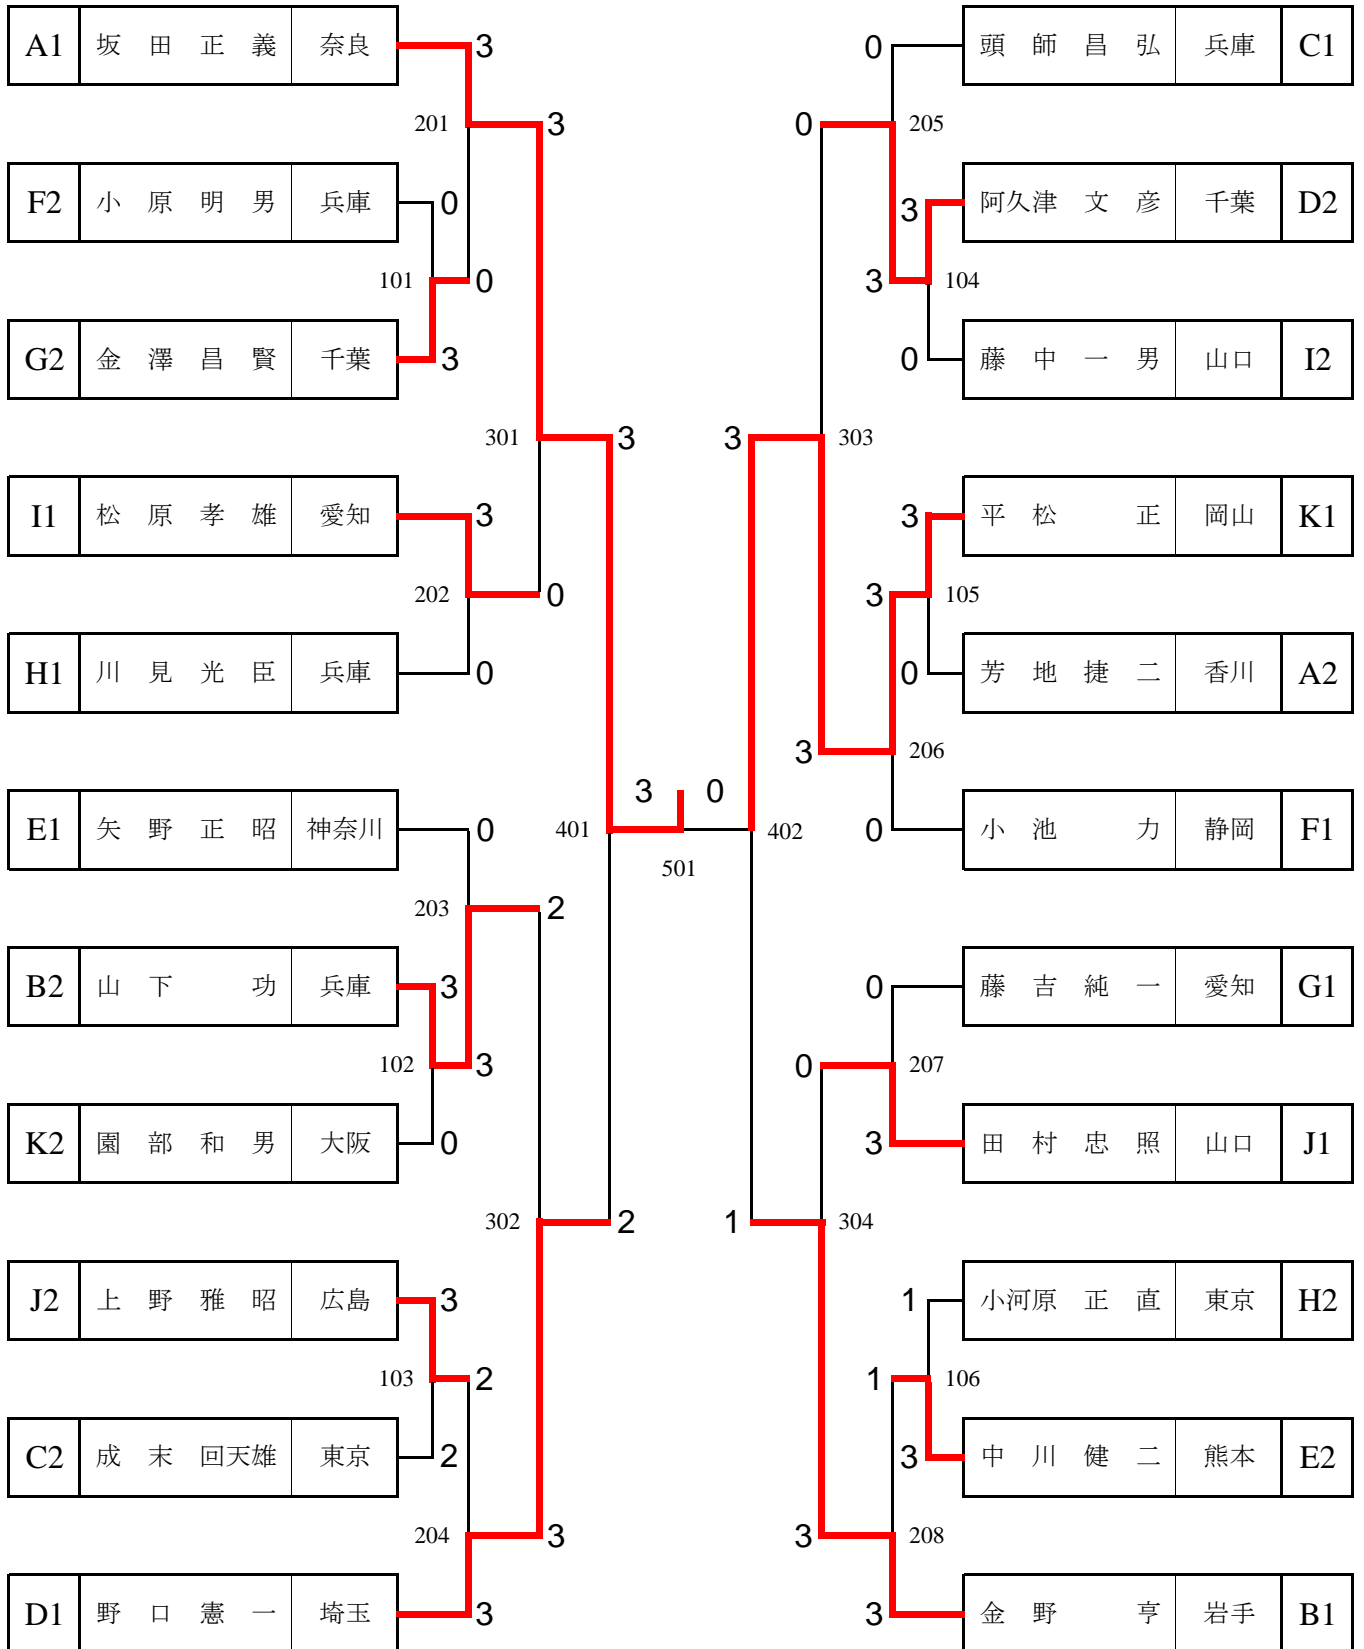 A1 坂田正義 奈良 3 0 頭師昌弘 兵庫 C1
201 3 0 205
F2 小原明男 兵庫 0 3 阿久津文彦 千葉 D2
101 0 3 104
G2 金澤昌賢 千葉 3 0 藤中一男 山口 I2
301 3 3 303
I1 松原孝雄 愛知 3 3 平松正 岡山 K1
202 0 3 105
H1 川見光臣 兵庫 0 0 芳地捷二 香川 A2
3 206
3 0
E1 矢野正昭 神奈川 0 401 402 0 小池力 静岡 F1
501
203 2
B2 山下功 兵庫 3 0 藤吉純一 愛知 G1
102 3 0 207
K2 園部和男 大阪 0 3 田村忠照 山口 J1
302 2 1 304
J2 上野雅昭 広島 3 1 小河原正直 東京 H2
103 2 1 106
C2 成末回天雄 東京 2 3 中川健二 熊本 E2
204 3 3 208
D1 野口憲一 埼玉 3 3 金野亨 岩手 B1